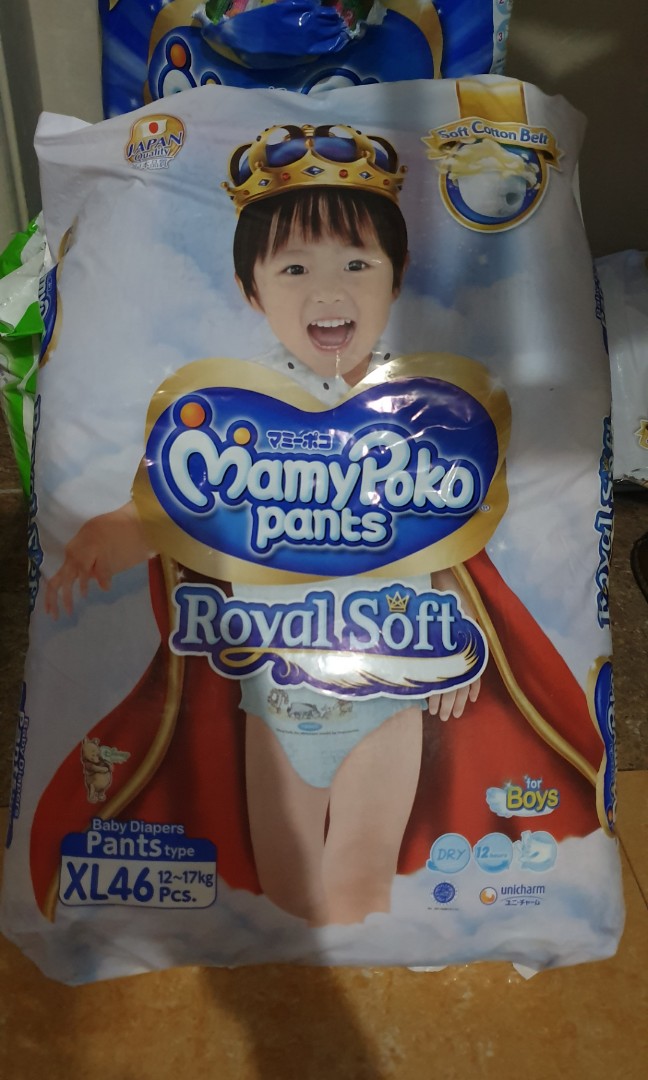 JAPAN
Quality
Soft Cotton Belt
マミーポコ
MamyPoko
pants
Royal Soft
for
Boys
Baby Diapers
Pants type
XL46 12~17kg
Pcs.
DRY
12
unicharm
ユニ・チャーム